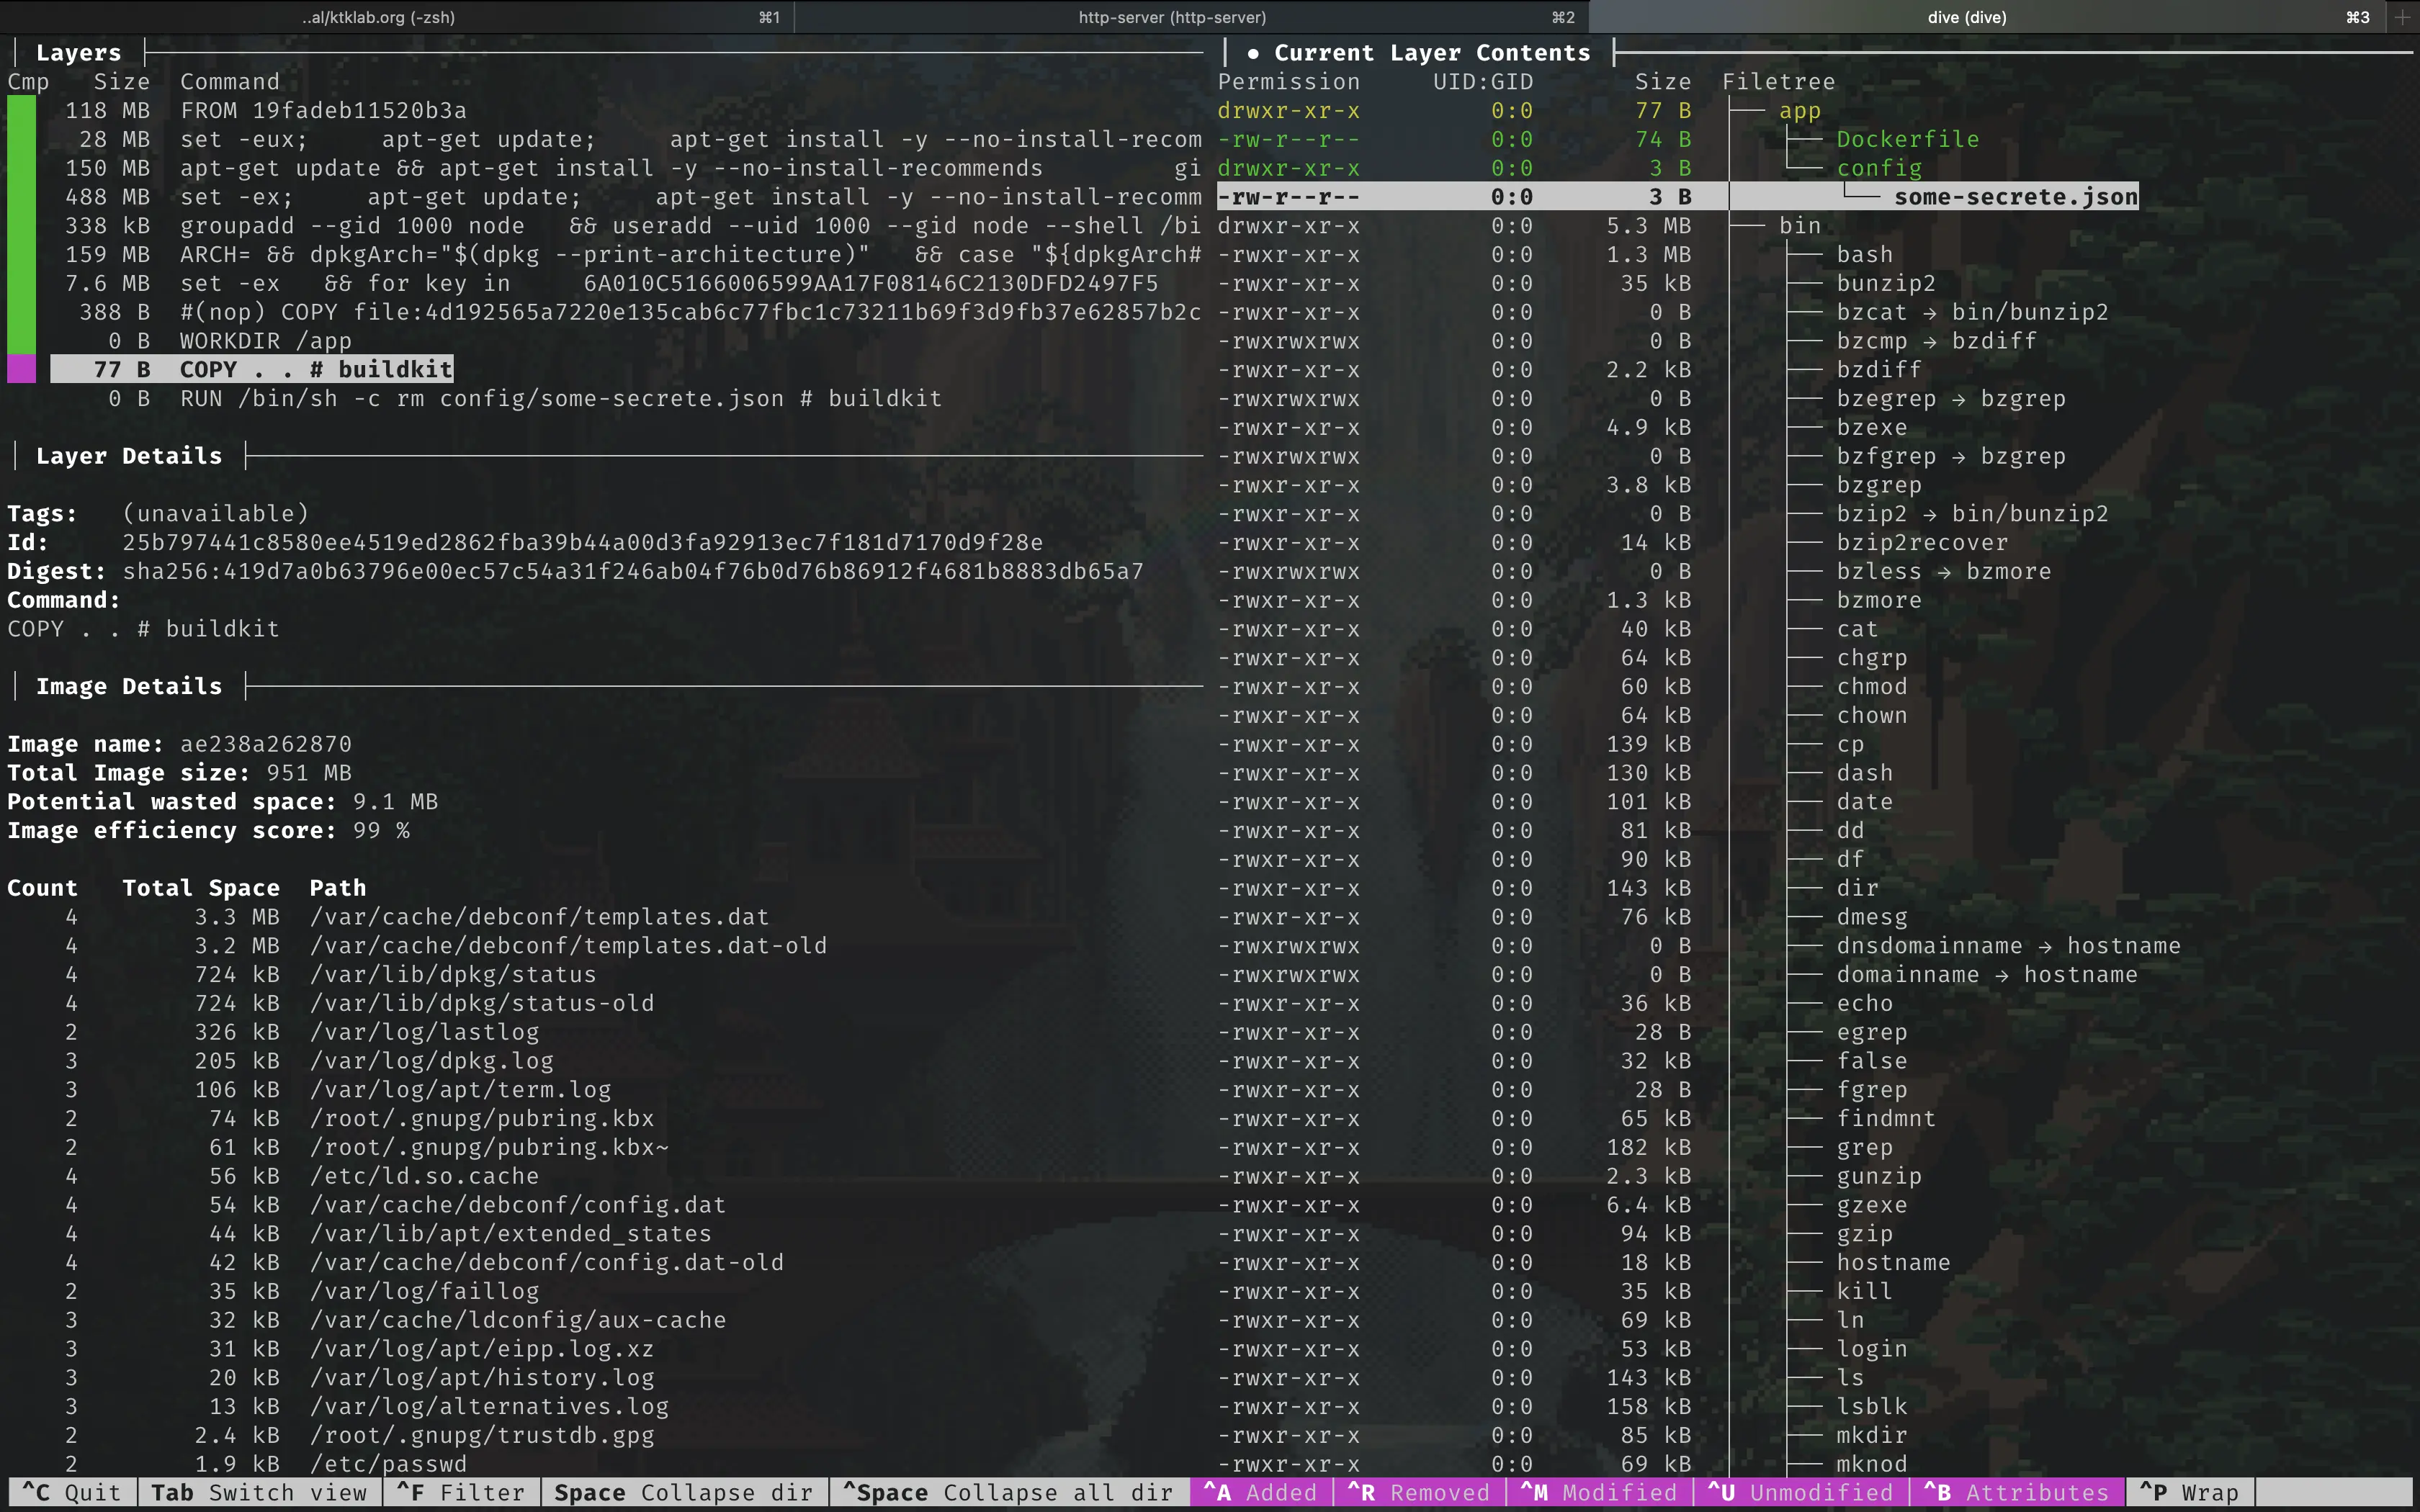 ..al/ktklab.org (-zsh) ⌘1 http-server (http-server) ⌘2 dive (dive) ⌘3 +
Layers
Cmp Size Command
118 MB FROM 19fadeb11520b3a
28 MB set -eux; apt-get update; apt-get install -y --no-install-recom
150 MB apt-get update && apt-get install -y --no-install-recommends gi
488 MB set -ex; apt-get update; apt-get install -y --no-install-recomm
338 kB groupadd --gid 1000 node && useradd --uid 1000 --gid node --shell /bi
159 MB ARCH= && dpkgArch="$(dpkg --print-architecture)" && case "${dpkgArch#
7.6 MB set -ex && for key in 6A010C5166006599AA17F08146C2130DFD2497F5
388 B #(nop) COPY file:4d192565a7220e135cab6c77fbc1c73211b69f3d9fb37e62857b2c
0 B WORKDIR /app
77 B COPY . . # buildkit
0 B RUN /bin/sh -c rm config/some-secrete.json # buildkit
Layer Details
Tags: (unavailable)
Id: 25b797441c8580ee4519ed2862fba39b44a00d3fa92913ec7f181d7170d9f28e
Digest: sha256:419d7a0b63796e00ec57c54a31f246ab04f76b0d76b86912f4681b8883db65a7
Command:
COPY . . # buildkit
Image Details
Image name: ae238a262870
Total Image size: 951 MB
Potential wasted space: 9.1 MB
Image efficiency score: 99 %
Count Total Space Path
4 3.3 MB /var/cache/debconf/templates.dat
4 3.2 MB /var/cache/debconf/templates.dat-old
4 724 kB /var/lib/dpkg/status
4 724 kB /var/lib/dpkg/status-old
2 326 kB /var/log/lastlog
3 205 kB /var/log/dpkg.log
3 106 kB /var/log/apt/term.log
2 74 kB /root/.gnupg/pubring.kbx
2 61 kB /root/.gnupg/pubring.kbx~
4 56 kB /etc/ld.so.cache
4 54 kB /var/cache/debconf/config.dat
4 44 kB /var/lib/apt/extended_states
4 42 kB /var/cache/debconf/config.dat-old
2 35 kB /var/log/faillog
3 32 kB /var/cache/ldconfig/aux-cache
3 31 kB /var/log/apt/eipp.log.xz
3 20 kB /var/log/apt/history.log
3 13 kB /var/log/alternatives.log
2 2.4 kB /root/.gnupg/trustdb.gpg
2 1.9 kB /etc/passwd
● Current Layer Contents
Permission UID:GID Size Filetree
drwxr-xr-x 0:0 77 B app
-rw-r--r-- 0:0 74 B Dockerfile
drwxr-xr-x 0:0 3 B config
-rw-r--r-- 0:0 3 B some-secrete.json
drwxr-xr-x 0:0 5.3 MB bin
-rwxr-xr-x 0:0 1.3 MB bash
-rwxr-xr-x 0:0 35 kB bunzip2
-rwxr-xr-x 0:0 0 B bzcat → bin/bunzip2
-rwxrwxrwx 0:0 0 B bzcmp → bzdiff
-rwxr-xr-x 0:0 2.2 kB bzdiff
-rwxrwxrwx 0:0 0 B bzegrep → bzgrep
-rwxr-xr-x 0:0 4.9 kB bzexe
-rwxrwxrwx 0:0 0 B bzfgrep → bzgrep
-rwxr-xr-x 0:0 3.8 kB bzgrep
-rwxr-xr-x 0:0 0 B bzip2 → bin/bunzip2
-rwxr-xr-x 0:0 14 kB bzip2recover
-rwxrwxrwx 0:0 0 B bzless → bzmore
-rwxr-xr-x 0:0 1.3 kB bzmore
-rwxr-xr-x 0:0 40 kB cat
-rwxr-xr-x 0:0 64 kB chgrp
-rwxr-xr-x 0:0 60 kB chmod
-rwxr-xr-x 0:0 64 kB chown
-rwxr-xr-x 0:0 139 kB cp
-rwxr-xr-x 0:0 130 kB dash
-rwxr-xr-x 0:0 101 kB date
-rwxr-xr-x 0:0 81 kB dd
-rwxr-xr-x 0:0 90 kB df
-rwxr-xr-x 0:0 143 kB dir
-rwxr-xr-x 0:0 76 kB dmesg
-rwxrwxrwx 0:0 0 B dnsdomainname → hostname
-rwxrwxrwx 0:0 0 B domainname → hostname
-rwxr-xr-x 0:0 36 kB echo
-rwxr-xr-x 0:0 28 B egrep
-rwxr-xr-x 0:0 32 kB false
-rwxr-xr-x 0:0 28 B fgrep
-rwxr-xr-x 0:0 65 kB findmnt
-rwxr-xr-x 0:0 182 kB grep
-rwxr-xr-x 0:0 2.3 kB gunzip
-rwxr-xr-x 0:0 6.4 kB gzexe
-rwxr-xr-x 0:0 94 kB gzip
-rwxr-xr-x 0:0 18 kB hostname
-rwxr-xr-x 0:0 35 kB kill
-rwxr-xr-x 0:0 69 kB ln
-rwxr-xr-x 0:0 53 kB login
-rwxr-xr-x 0:0 143 kB ls
-rwxr-xr-x 0:0 158 kB lsblk
-rwxr-xr-x 0:0 85 kB mkdir
-rwxr-xr-x 0:0 69 kB mknod
^C Quit Tab Switch view ^F Filter Space Collapse dir ^Space Collapse all dir ^A Added ^R Removed ^M Modified ^U Unmodified ^B Attributes ^P Wrap